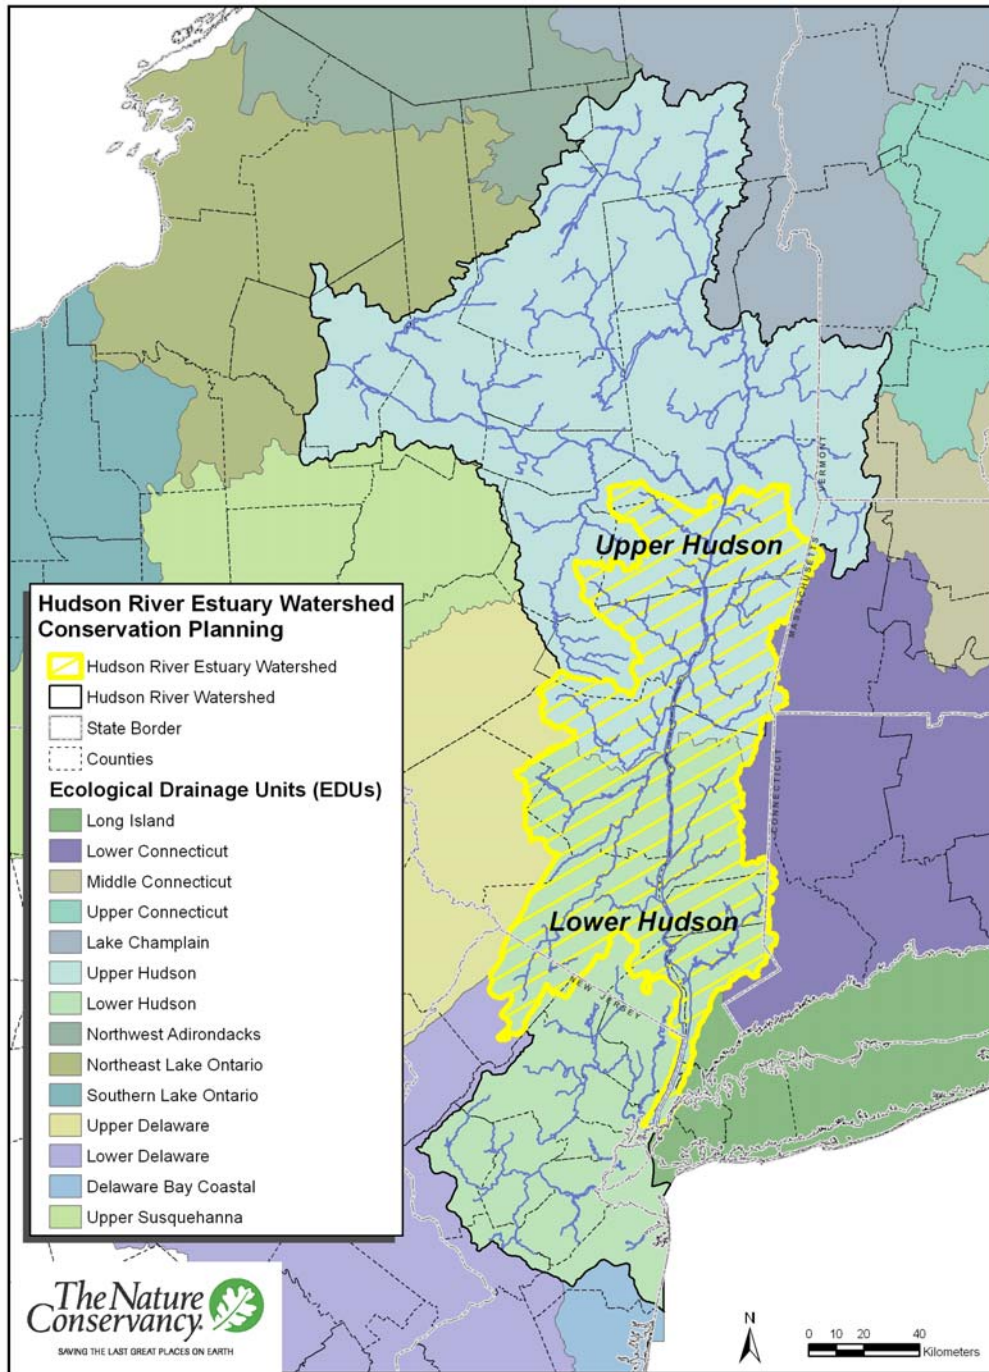 VERMONT
MASSACHUSETTS
Upper Hudson
CONNECTICUT
Lower Hudson
NEW JERSEY
Hudson River Estuary Watershed
Conservation Planning
Hudson River Estuary Watershed
Hudson River Watershed
State Border
Counties
Ecological Drainage Units (EDUs)
Long Island
Lower Connecticut
Middle Connecticut
Upper Connecticut
Lake Champlain
Upper Hudson
Lower Hudson
Northwest Adirondacks
Northeast Lake Ontario
Southern Lake Ontario
Upper Delaware
Lower Delaware
Delaware Bay Coastal
Upper Susquehanna
The Nature
Conservancy.
SAVING THE LAST GREAT PLACES ON EARTH
N
0 10 20 40
Kilometers